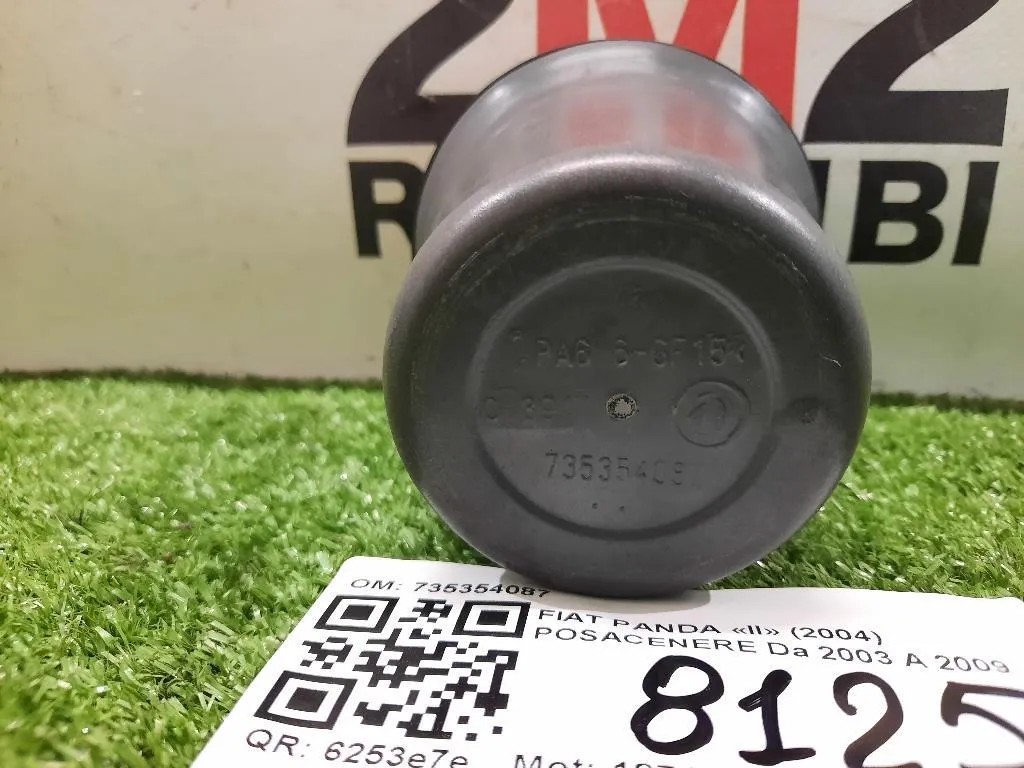 2M2
R BI
PA6 6-GF15
73535408
OM: 735354087
FIAT PANDA «II» (2004)
POSACENERE Da 2003 A 2009
8125
QR: 6253e7e